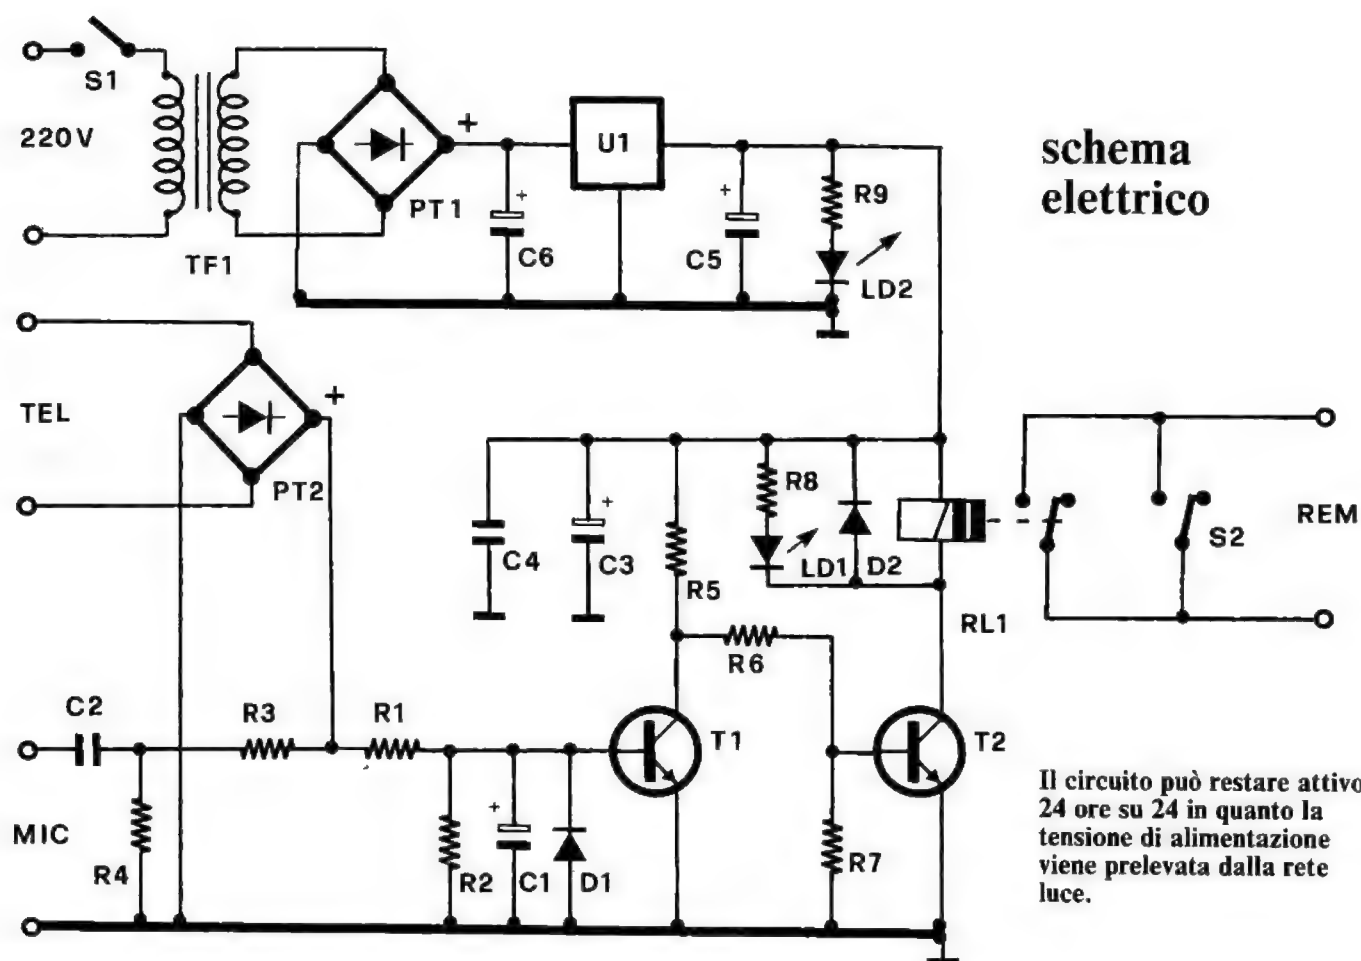 S1
220V
TF1
+
PT1
+
C6
U1
+
C5
R9
LD2
schema
elettrico
TEL
+
PT2
C4
+
C3
R5
R8
LD1
D2
RL1
S2
REM
C2
R3
R1
R6
T1
T2
MIC
R4
R2
+
C1
D1
R7
Il circuito può restare attivo
24 ore su 24 in quanto la
tensione di alimentazione
viene prelevata dalla rete
luce.